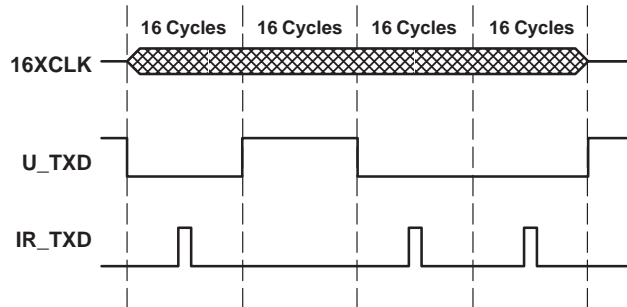 16 Cycles 16 Cycles 16 Cycles 16 Cycles
16XCLK
U_TXD
IR_TXD